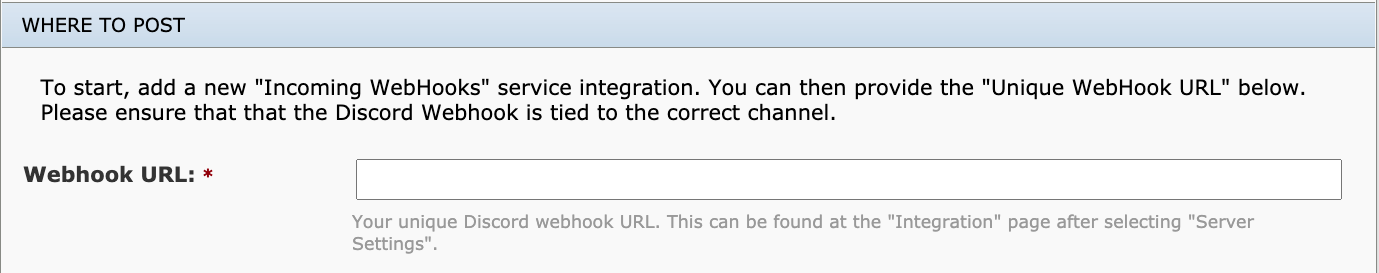 WHERE TO POST
To start, add a new "Incoming WebHooks" service integration. You can then provide the "Unique WebHook URL" below.
Please ensure that that the Discord Webhook is tied to the correct channel.
Webhook URL: *
Your unique Discord webhook URL. This can be found at the "Integration" page after selecting "Server
Settings".